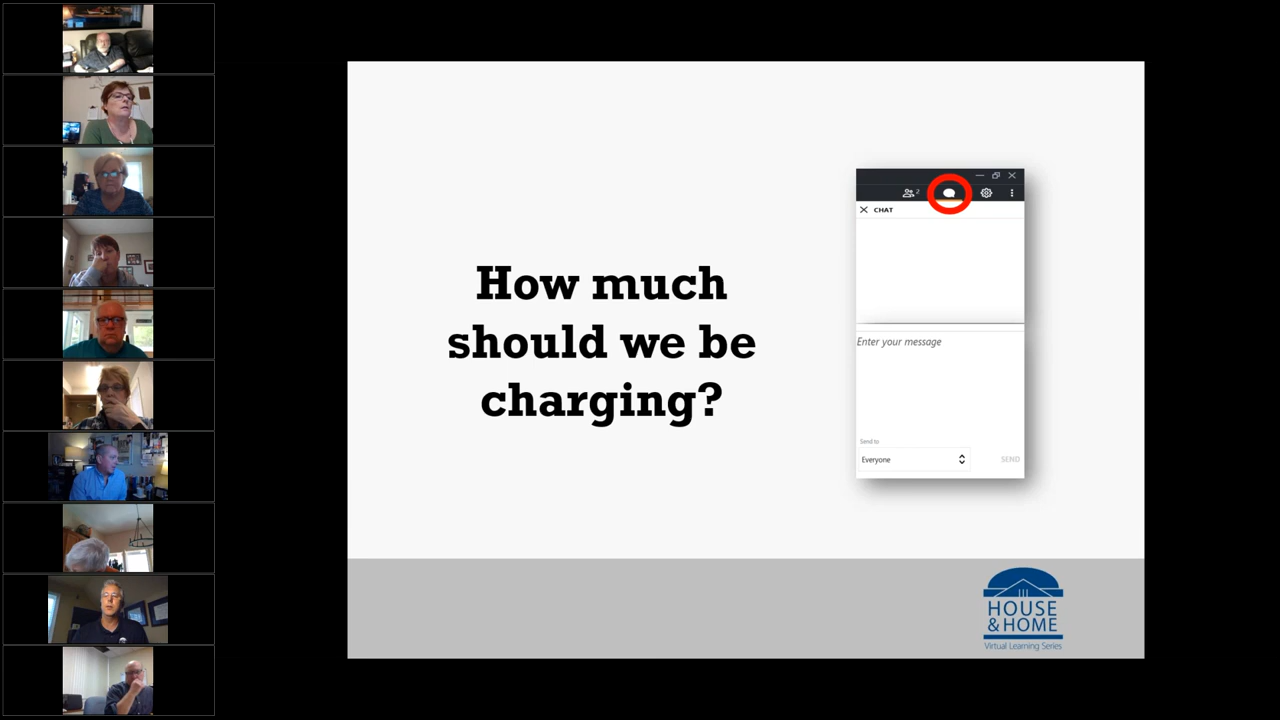 How much
should we be
charging?
2
CHAT
Enter your message
Send to
Everyone
SEND
HOUSE
& HOME
Virtual Learning Series